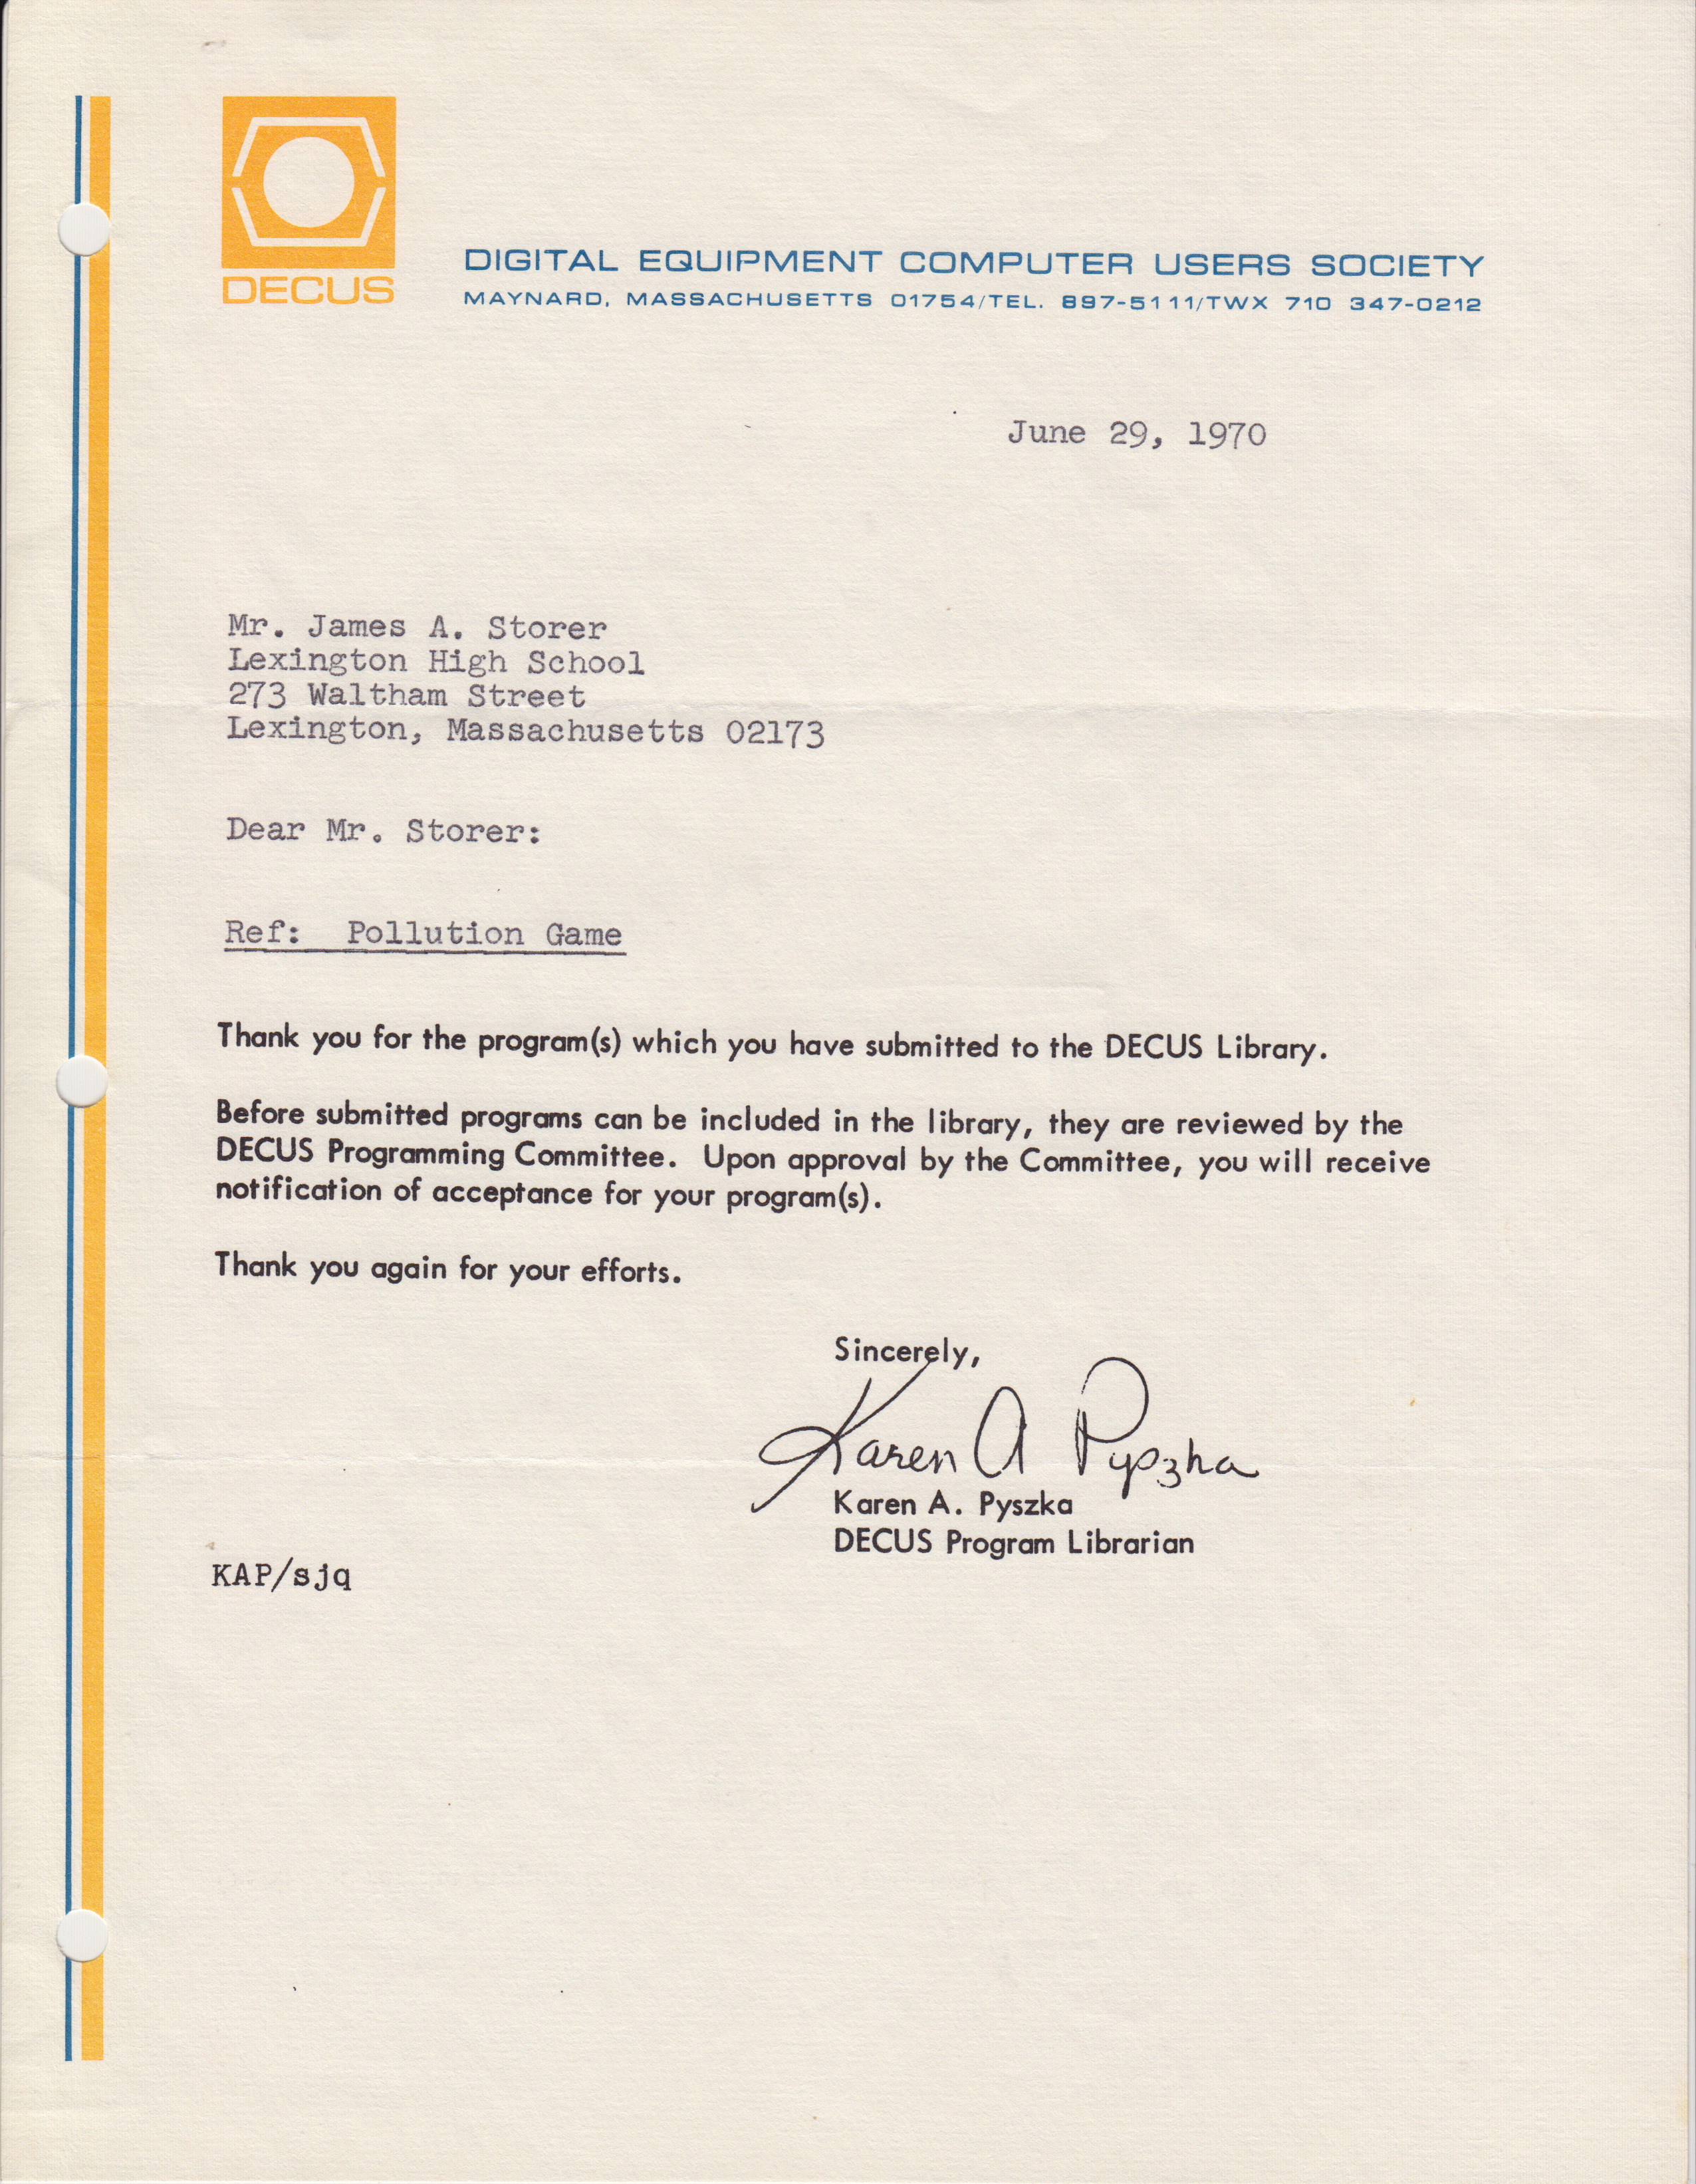 DECUS
DIGITAL EQUIPMENT COMPUTER USERS SOCIETY
MAYNARD, MASSACHUSETTS 01754/TEL. 897-5111/TWX 710 347-0212
June 29, 1970
Mr. James A. Storer
Lexington High School
273 Waltham Street
Lexington, Massachusetts 02173
Dear Mr. Storer:
Ref: Pollution Game
Thank you for the program(s) which you have submitted to the DECUS Library.
Before submitted programs can be included in the library, they are reviewed by the
DECUS Programming Committee. Upon approval by the Committee, you will receive
notification of acceptance for your program(s).
Thank you again for your efforts.
Sincerely,
Karen A Pyszka
Karen A. Pyszka
DECUS Program Librarian
KAP/sjq